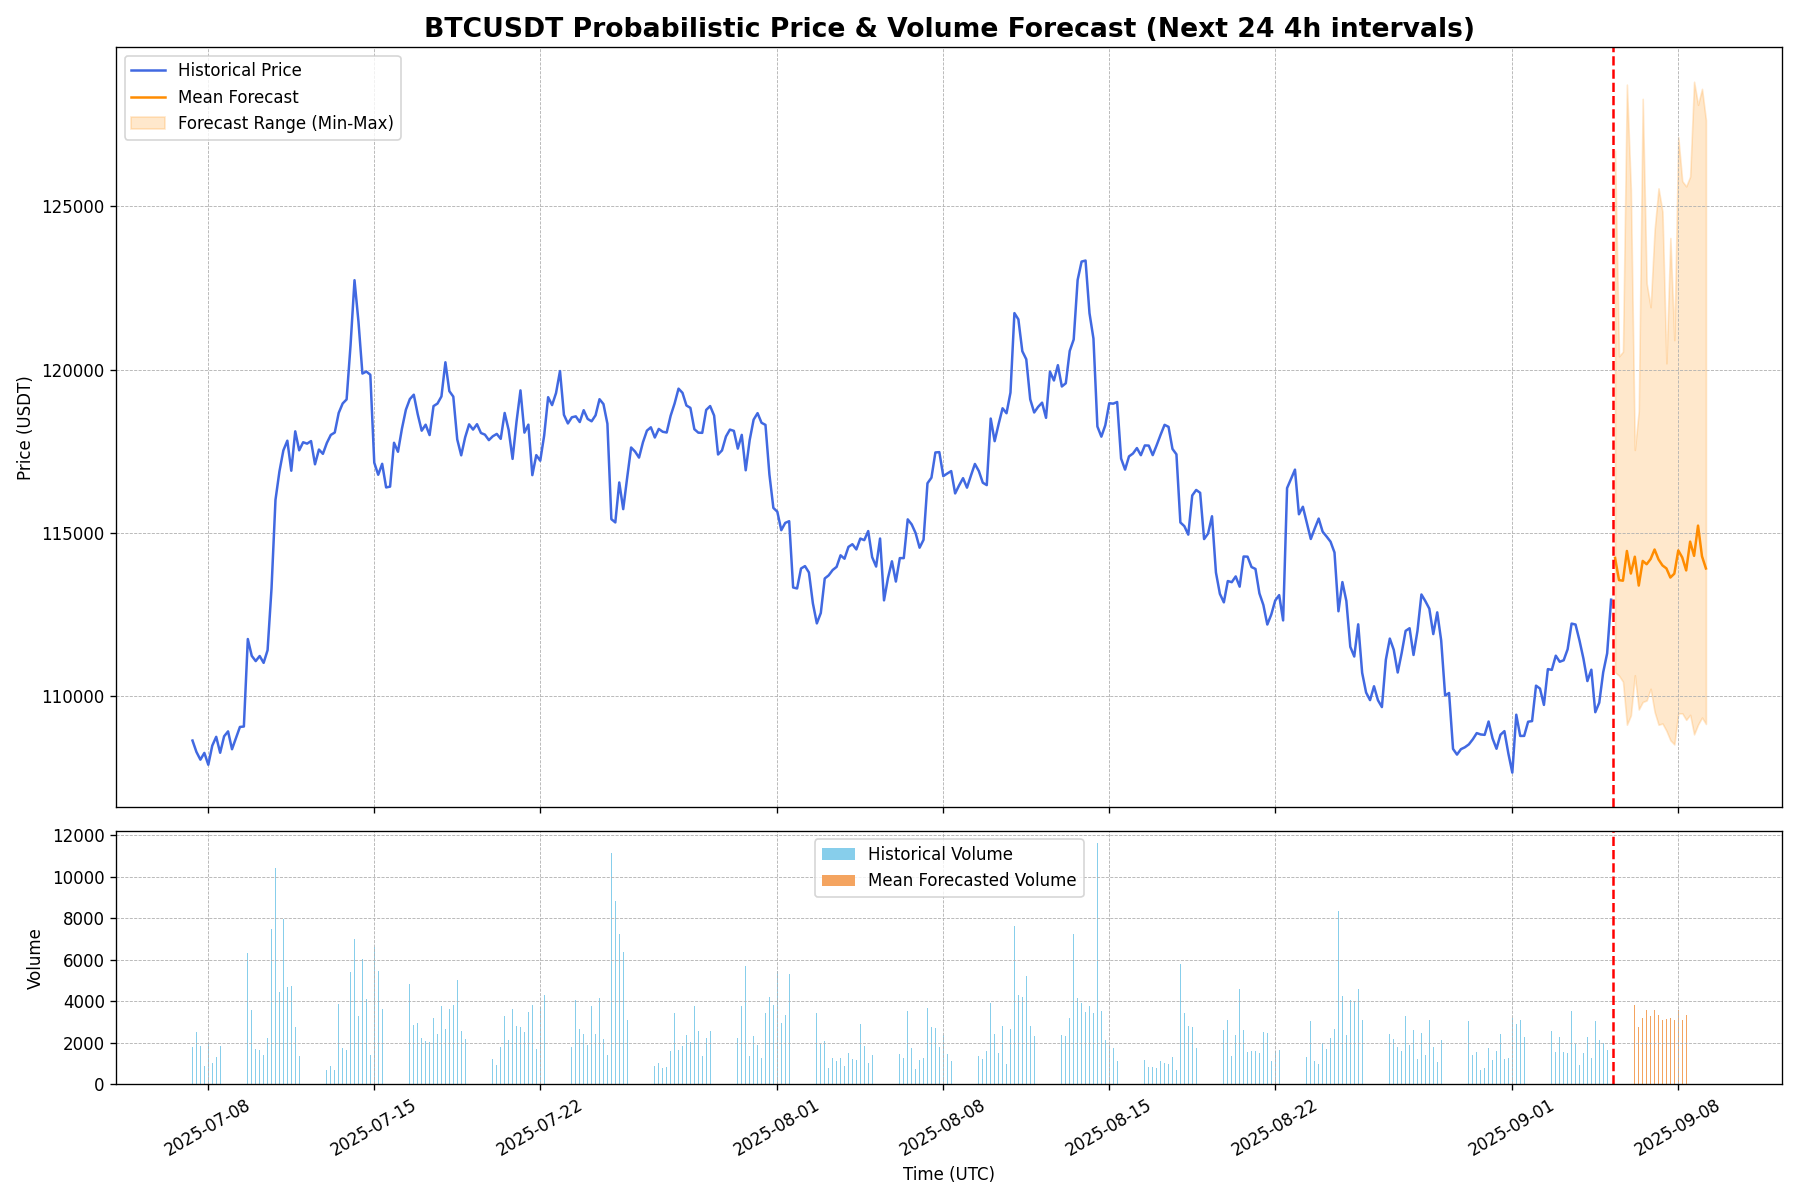 BTCUSDT Probabilistic Price & Volume Forecast (Next 24 4h intervals)
Historical Price
Mean Forecast
Forecast Range (Min-Max)
Price (USDT)
125000
120000
115000
110000
Historical Volume
Mean Forecasted Volume
Volume
12000
10000
8000
6000
4000
2000
0
2025-07-08
2025-07-15
2025-07-22
2025-08-01
2025-08-08
2025-08-15
2025-08-22
2025-09-01
2025-09-08
Time (UTC)